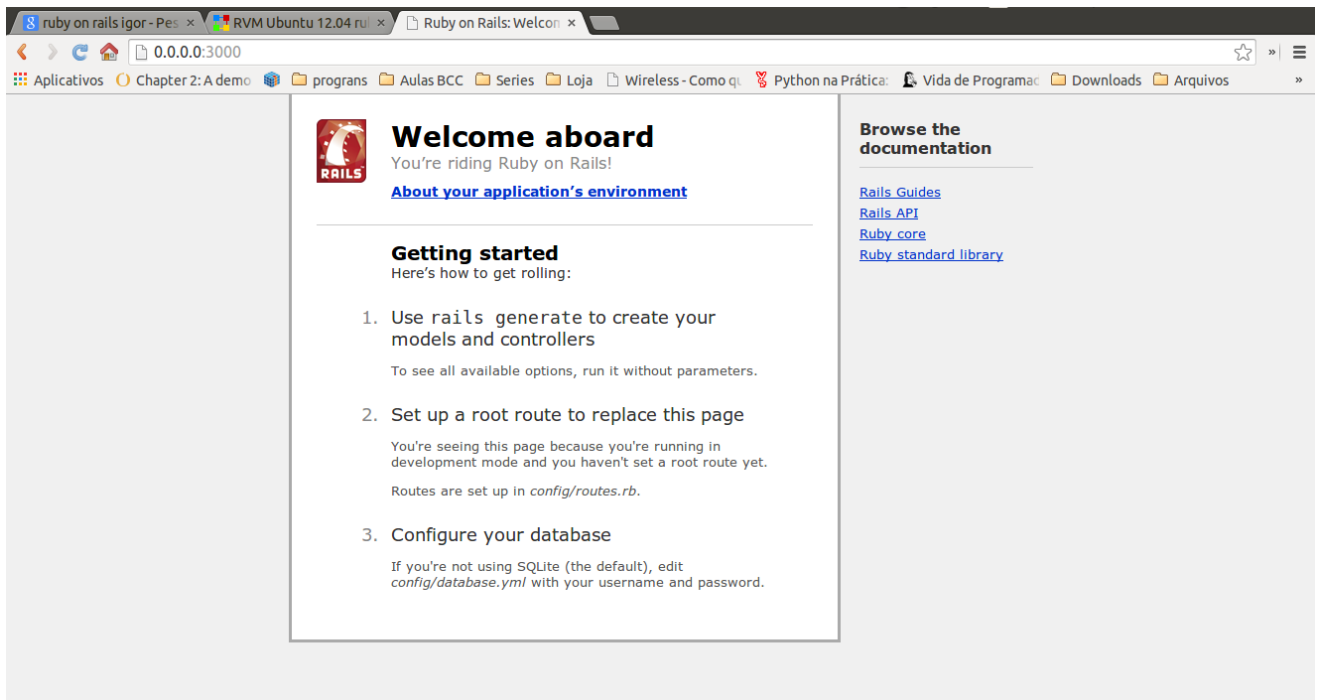 ruby on rails igor - Pes
RVM Ubuntu 12.04 ru
Ruby on Rails: Welcom
0.0.0.0:3000
Aplicativos Chapter 2: A demo prograns Aulas BCC Series Loja Wireless - Como Python na Prática: Vida de Programad Downloads Arquivos
RAILS
Welcome aboard
You're riding Ruby on Rails!
About your application's environment
Getting started
Here's how to get rolling:
1. Use rails generate to create your
models and controllers
To see all available options, run it without parameters.
2. Set up a root route to replace this page
You're seeing this page because you're running in
development mode and you haven't set a root route yet.
Routes are set up in config/routes.rb.
3. Configure your database
If you're not using SQLite (the default), edit
config/database.yml with your username and password.
Browse the
documentation
Rails Guides
Rails API
Ruby core
Ruby standard library